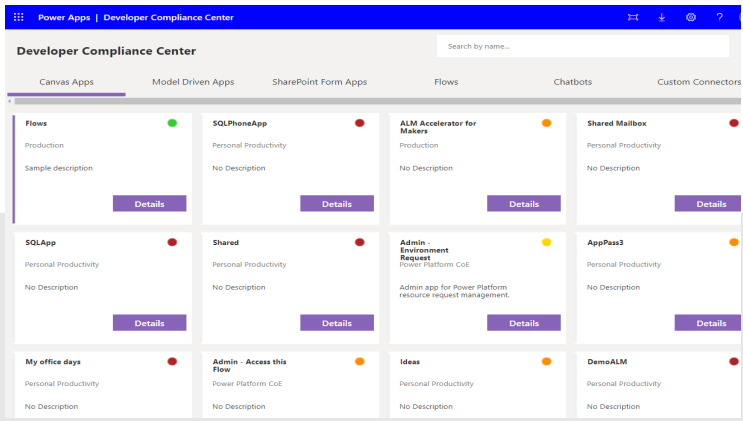 Power Apps | Developer Compliance Center
?
Developer Compliance Center
Search by name...
Canvas Apps Model Driven Apps SharePoint Form Apps Flows Chatbots Custom Connectors
Flows
Production
Sample description
Details
SQLPhoneApp
Personal Productivity
No Description
Details
ALM Accelerator for
Makers
Production
No Description
Details
Shared Mailbox
Personal Productivity
No Description
Details
SQLApp
Personal Productivity
No Description
Details
Shared
Personal Productivity
No Description
Details
Admin -
Environment
Request
Power Platform CoE
Admin app for Power Platform
resource request management.
Details
AppPass3
Personal Productivity
No Description
Details
My office days
Personal Productivity
No Description
Admin - Access this
Flow
Power Platform CoE
No Description
Ideas
Personal Productivity
No Description
DemoALM
Personal Productivity
No Description